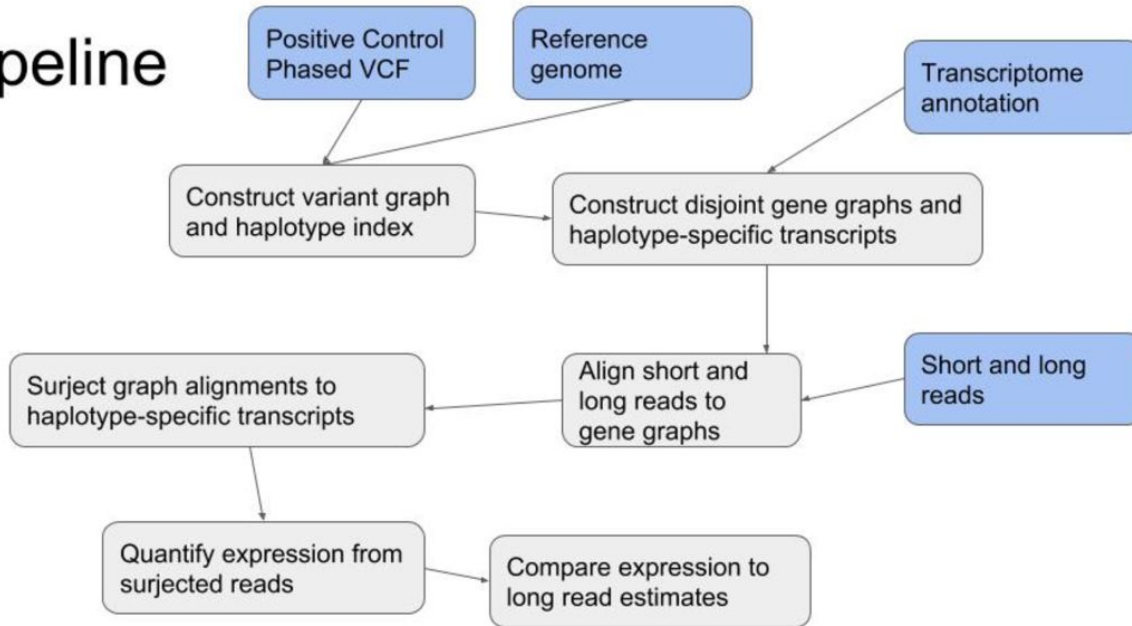 peline
Positive Control
Phased VCF
Reference
genome
Transcriptome
annotation
Construct variant graph
and haplotype index
Construct disjoint gene graphs and
haplotype-specific transcripts
Surject graph alignments to
haplotype-specific transcripts
Align short and
long reads to
gene graphs
Short and long
reads
Quantify expression from
surjected reads
Compare expression to
long read estimates